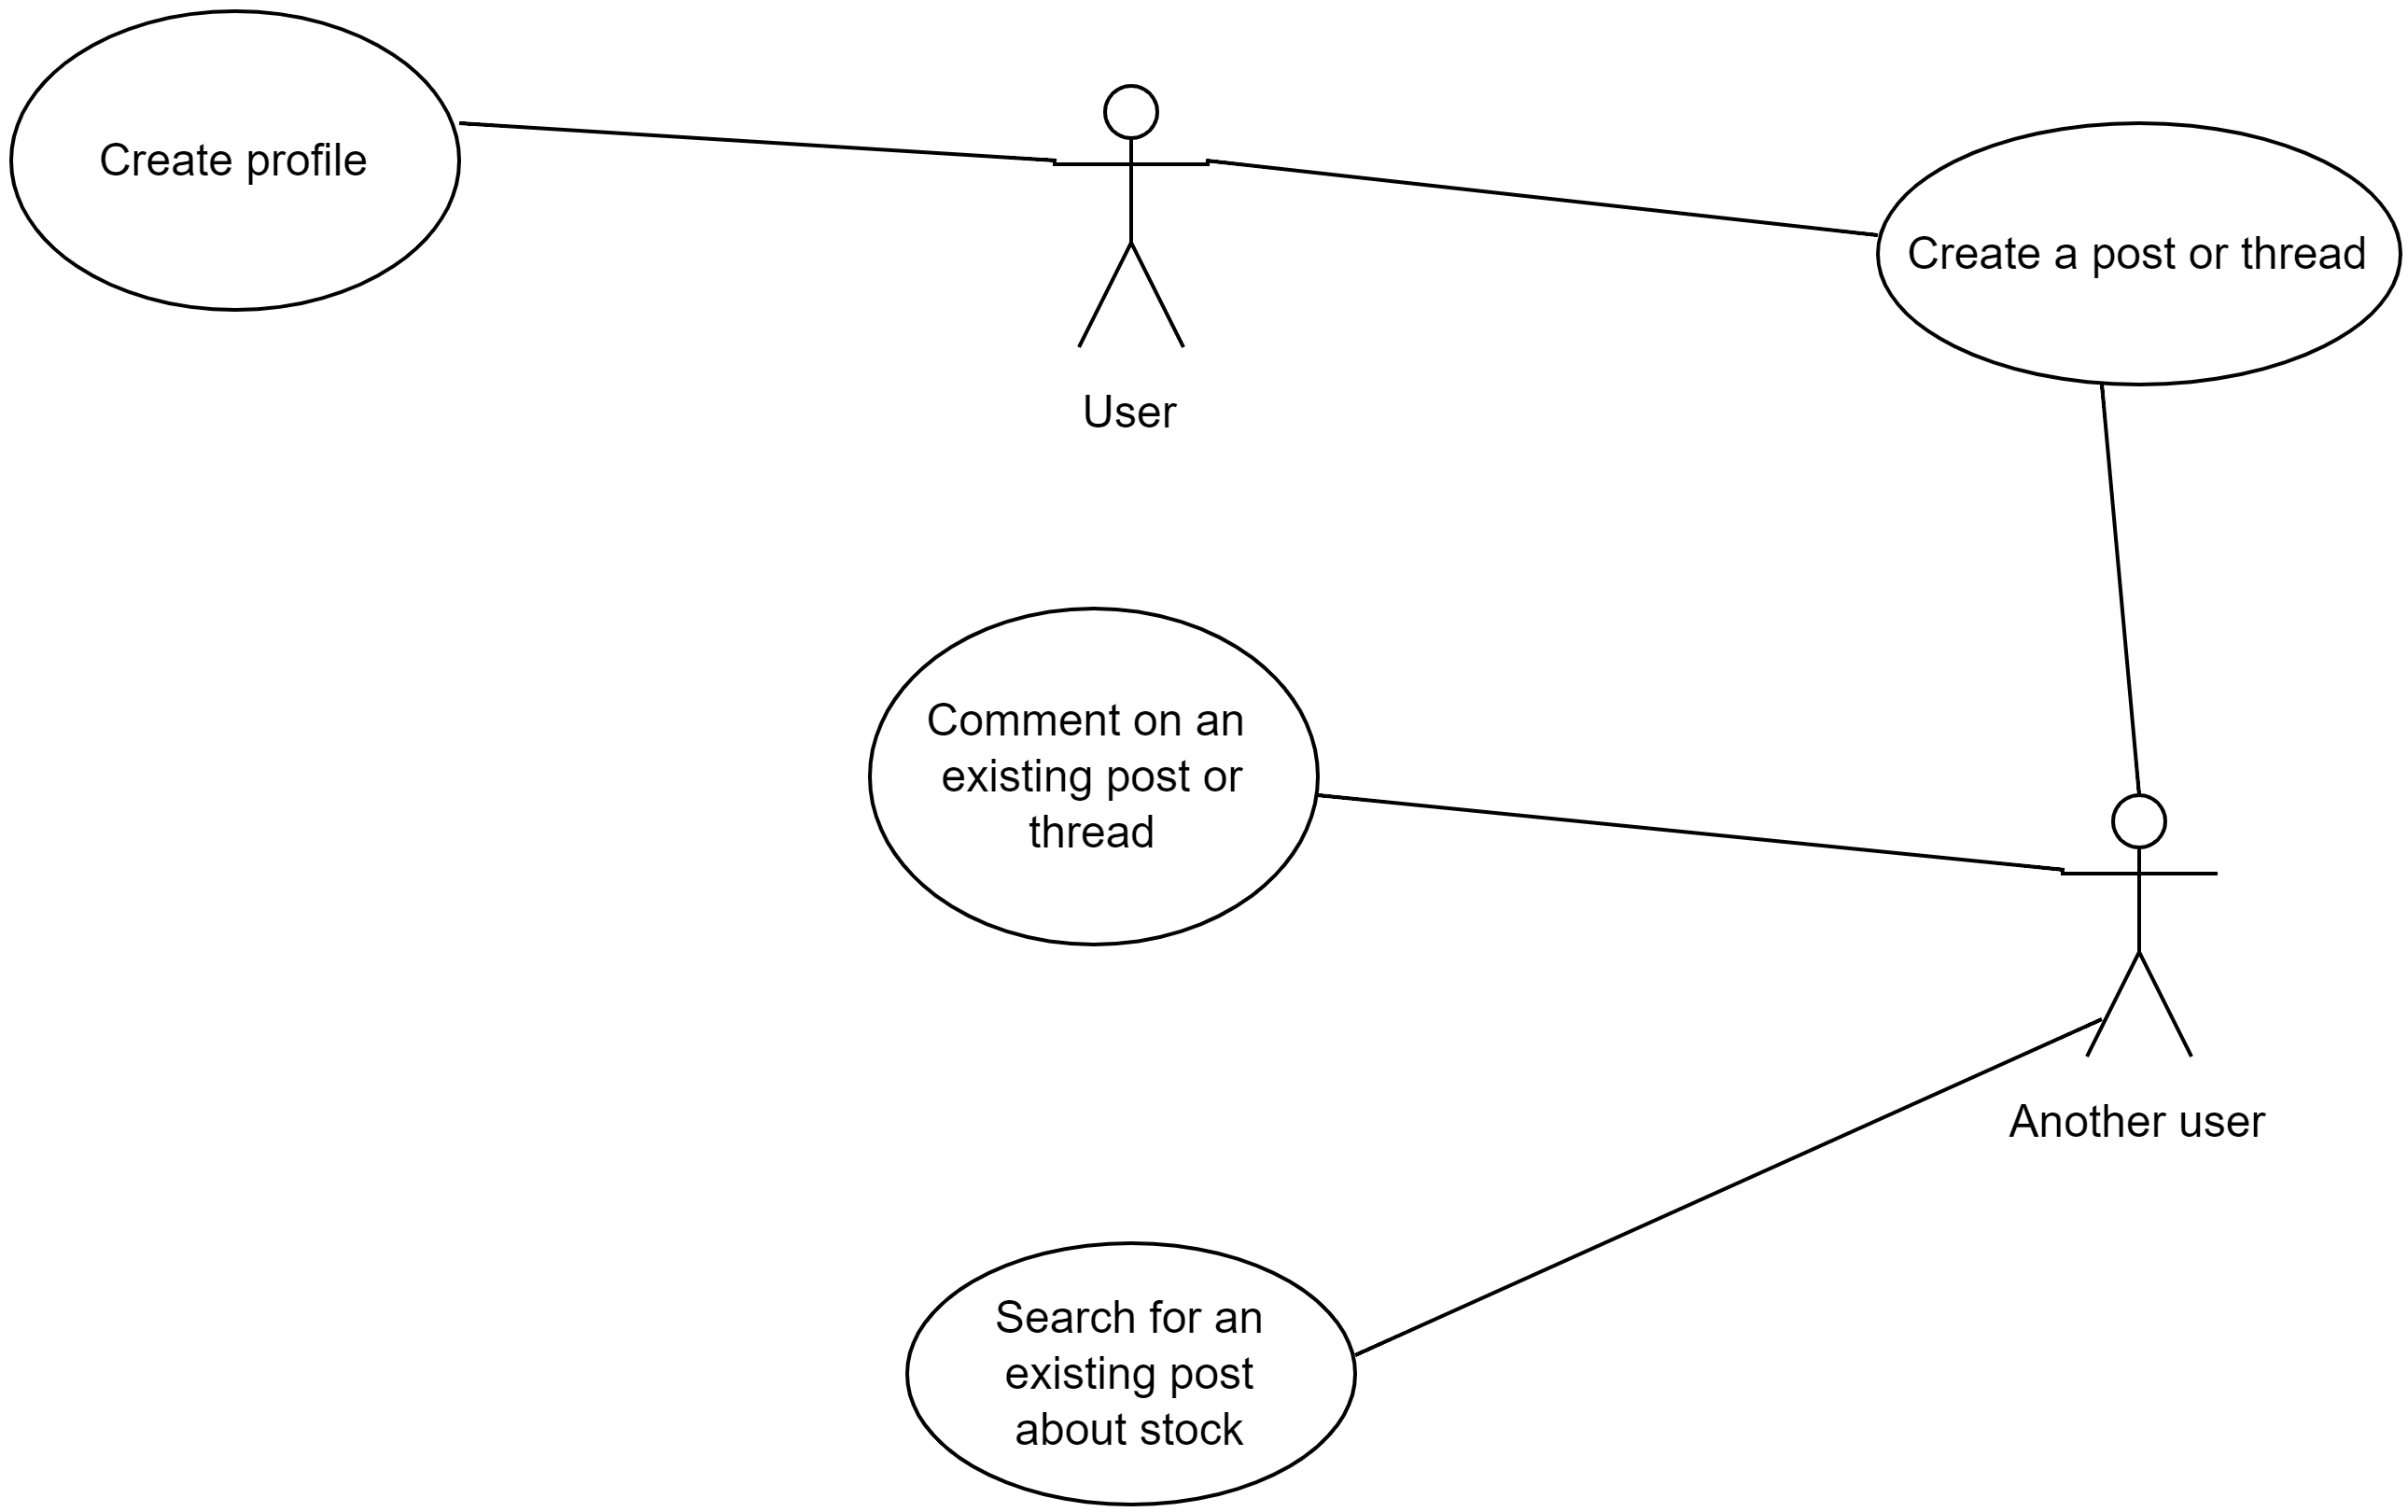 Create profile
Create a post or thread
User
Comment on an
existing post or
thread
Another user
Search for an
existing post
about stock